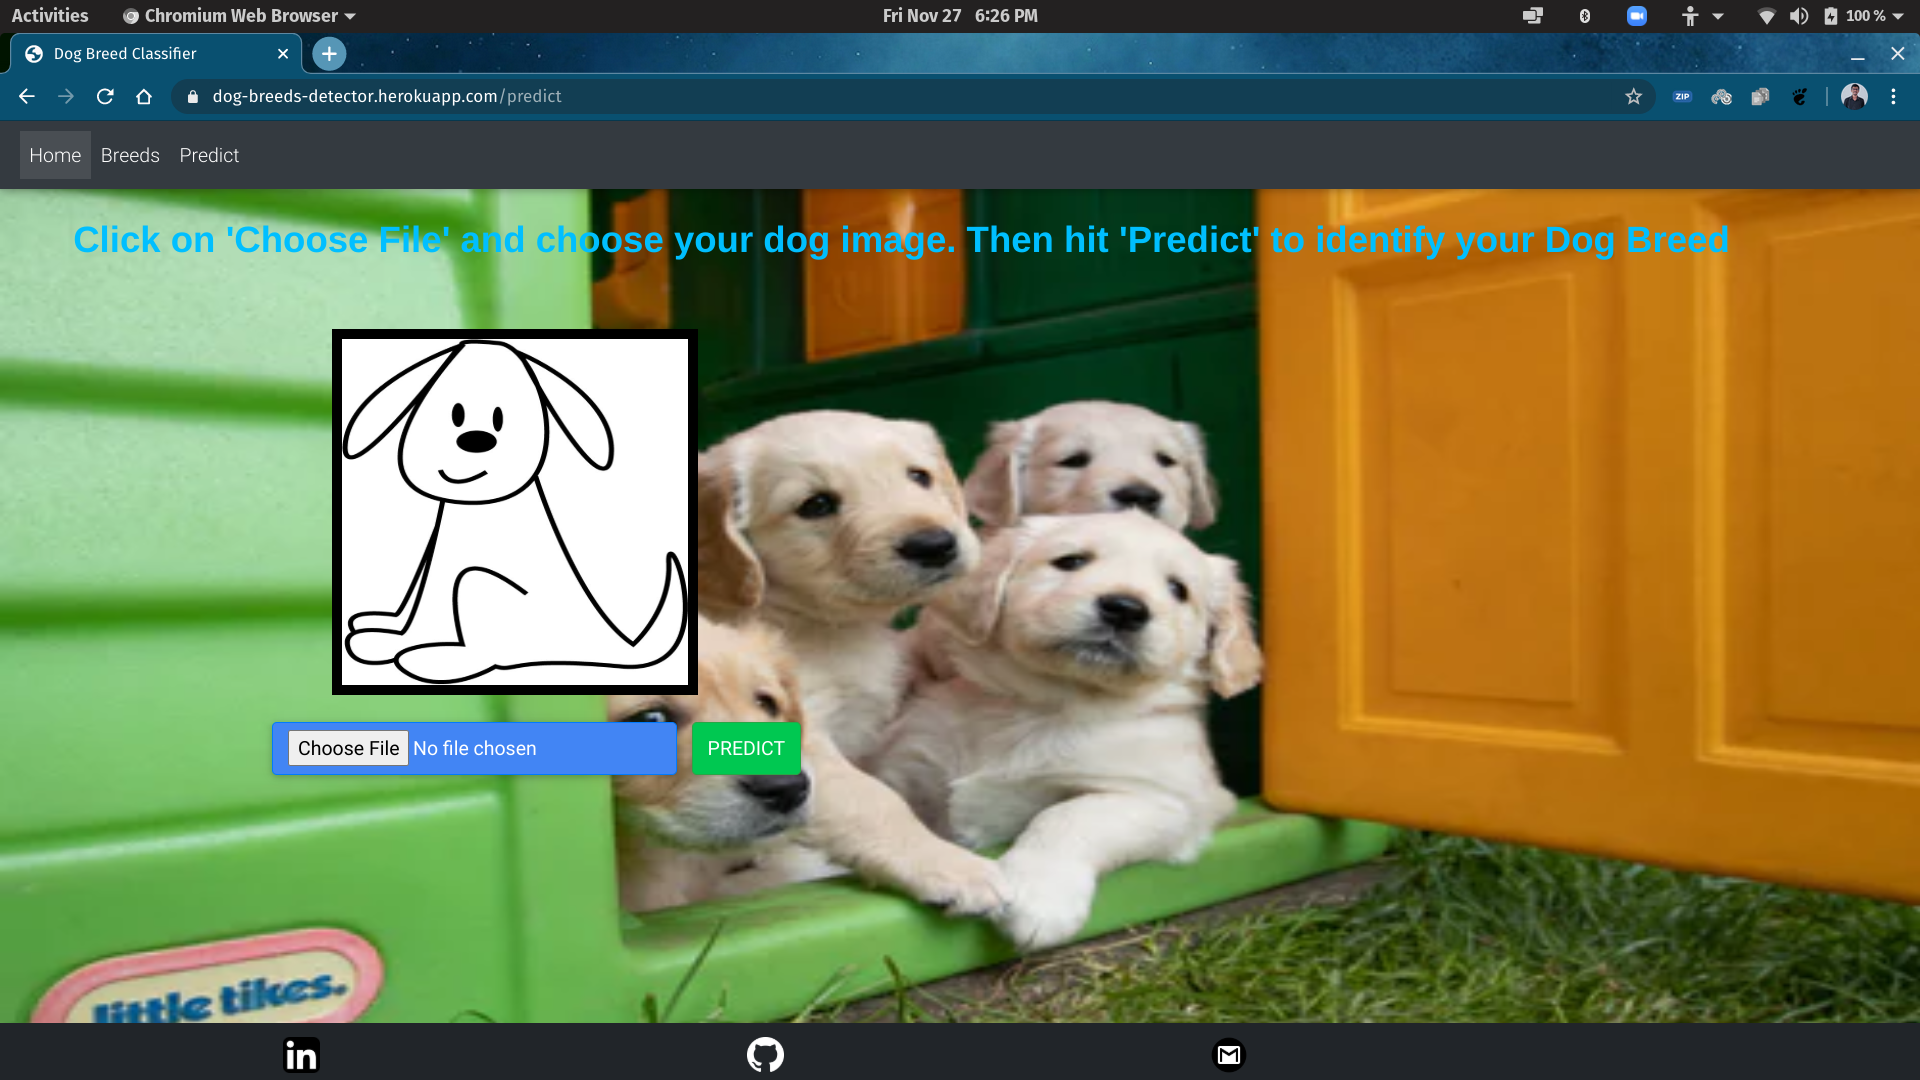 Activities
Chromium Web Browser
Fri Nov 27 6:26 PM
100 %
Dog Breed Classifier
dog-breeds-detector.herokuapp.com/predict
ZIP
Home Breeds Predict
Click on 'Choose File' and choose your dog image. Then hit 'Predict' to identify your Dog Breed
Choose File No file chosen
PREDICT
little tikes.
in